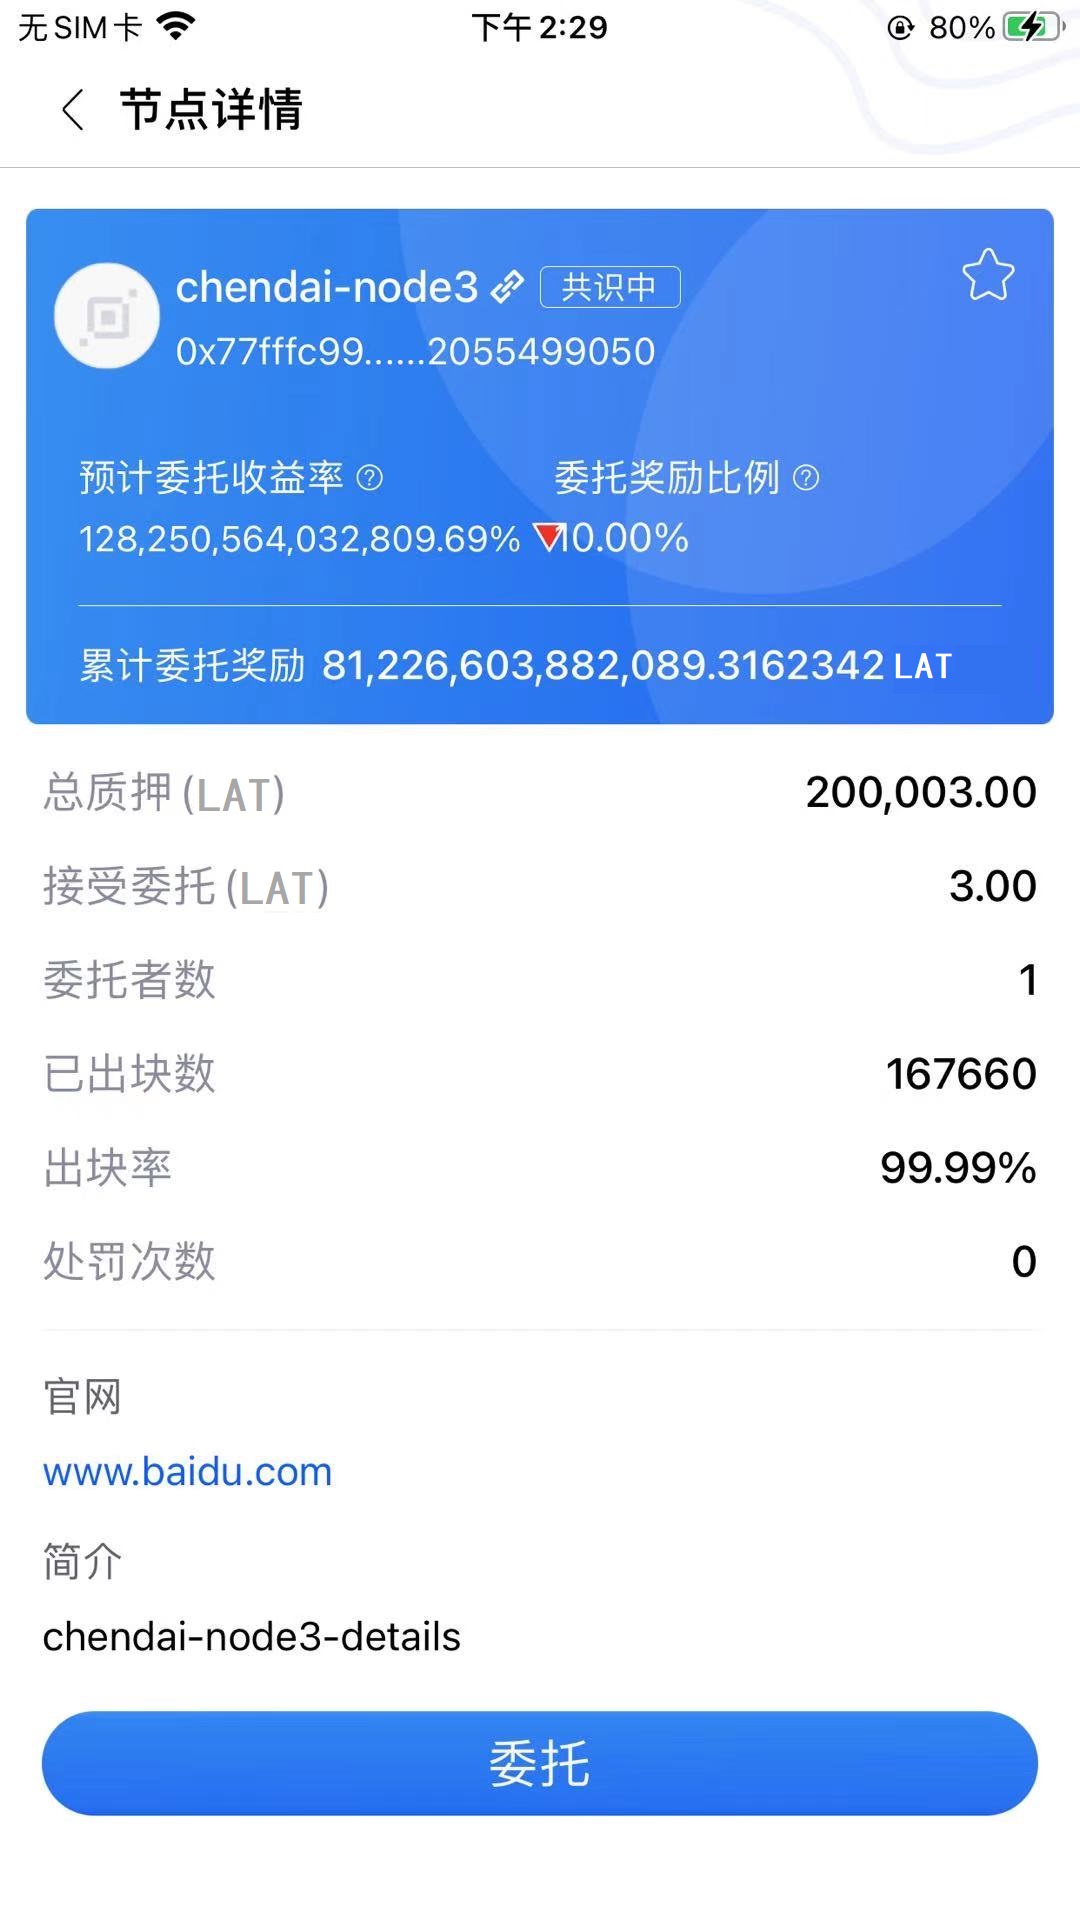 无SIM卡 下午2:29 80%
节点详情
chendai-node3 共识中
0x77fffc99......2055499050
预计委托收益率 ? 委托奖励比例 ?
128,250,564,032,809.69% 10.00%
累计委托奖励 81,226,603,882,089.3162342 LAT
总质押(LAT) 200,003.00
接受委托(LAT) 3.00
委托者数 1
已出块数 167660
出块率 99.99%
处罚次数 0
官网
www.baidu.com
简介
chendai-node3-details
委托